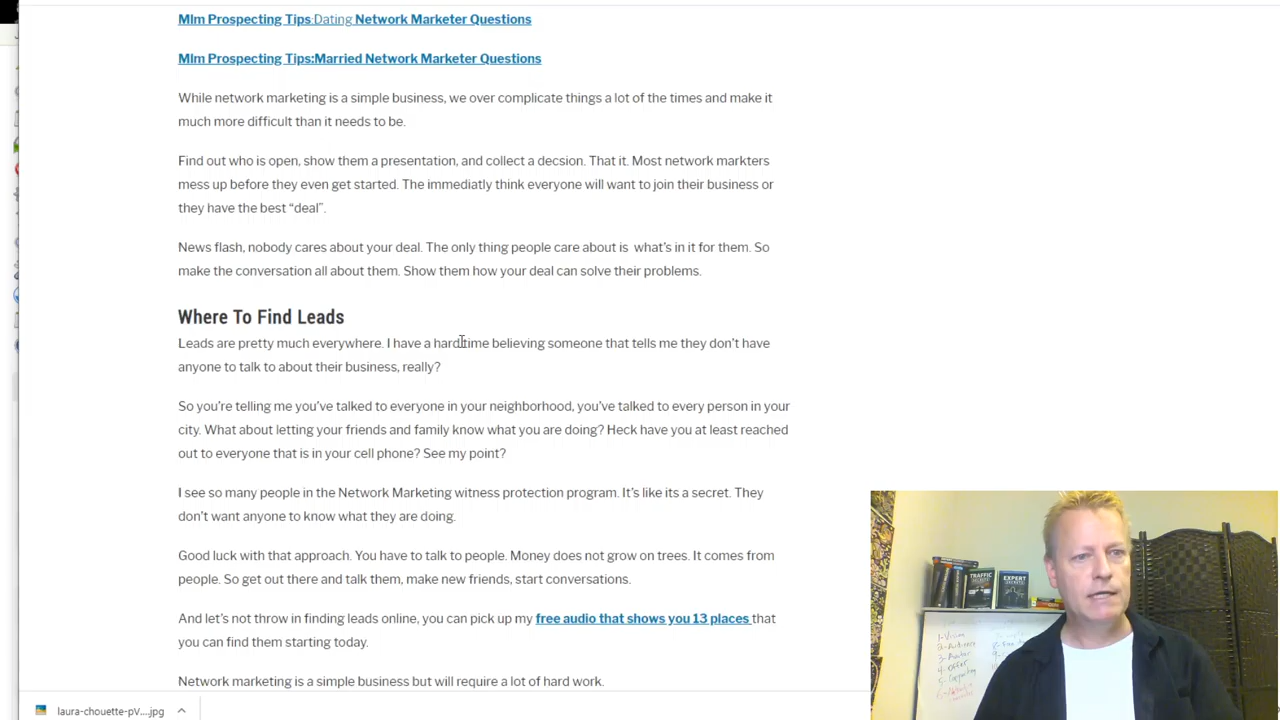 Mlm Prospecting Tips:Dating Network Marketer Questions
Mlm Prospecting Tips:Married Network Marketer Questions
While network marketing is a simple business, we over complicate things a lot of the times and make it
much more difficult than it needs to be.
Find out who is open, show them a presentation, and collect a decsion. That it. Most network markters
mess up before they even get started. The immediatly think everyone will want to join their business or
they have the best “deal”.
News flash, nobody cares about your deal. The only thing people care about is what’s in it for them. So
make the conversation all about them. Show them how your deal can solve their problems.
Where To Find Leads
Leads are pretty much everywhere. I have a hard time believing someone that tells me they don’t have
anyone to talk to about their business, really?
So you’re telling me you’ve talked to everyone in your neighborhood, you’ve talked to every person in your
city. What about letting your friends and family know what you are doing? Heck have you at least reached
out to everyone that is in your cell phone? See my point?
I see so many people in the Network Marketing witness protection program. It’s like its a secret. They
don’t want anyone to know what they are doing.
Good luck with that approach. You have to talk to people. Money does not grow on trees. It comes from
people. So get out there and talk them, make new friends, start conversations.
And let’s not throw in finding leads online, you can pick up my free audio that shows you 13 places that
you can find them starting today.
Network marketing is a simple business but will require a lot of hard work.
TRAFFIC
SECRETS
EXPERT
SECRETS
1-Vision
4-Offer
laura-chouette-pV....jpg